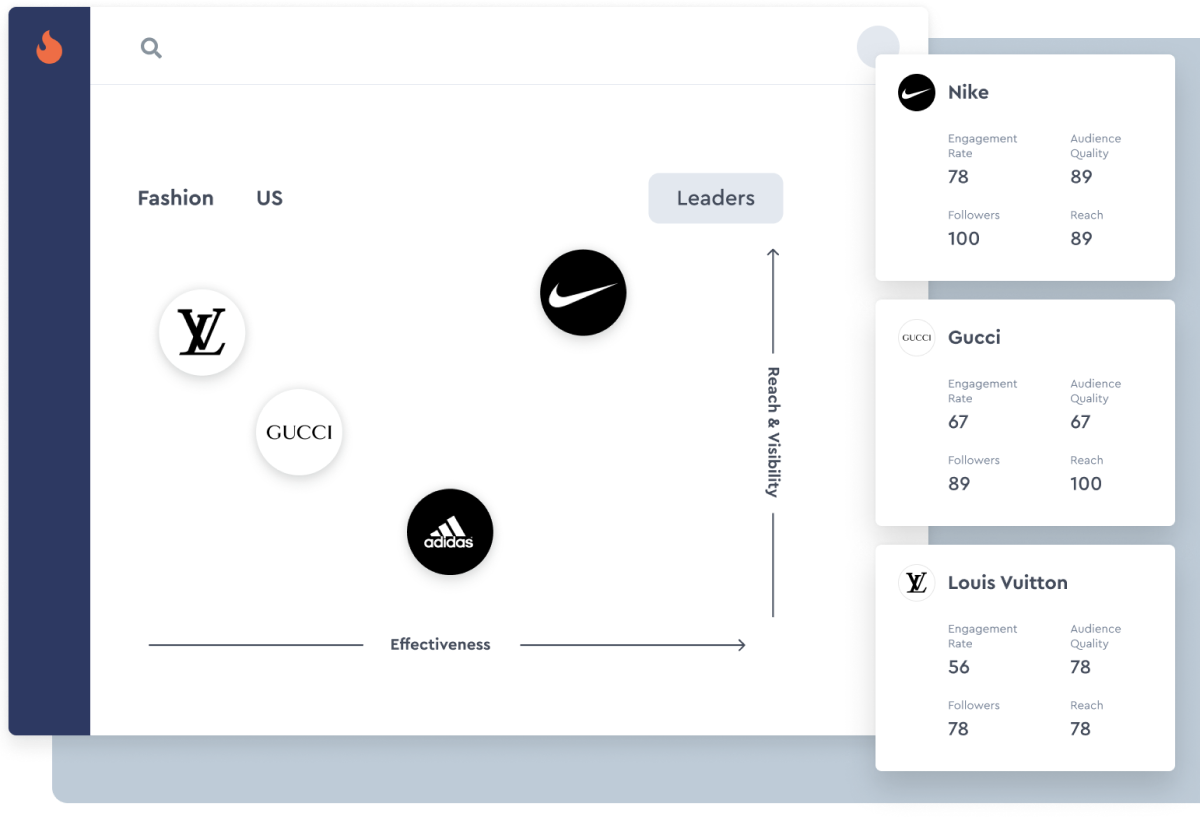 Fashion
US
Leaders
LV
GUCCI
adidas
Reach & Visibility
Effectiveness
Nike
Engagement
Rate
78
Audience
Quality
89
Followers
100
Reach
89
GUCCI
Gucci
Engagement
Rate
67
Audience
Quality
67
Followers
89
Reach
100
LV
Louis Vuitton
Engagement
Rate
56
Audience
Quality
78
Followers
78
Reach
78